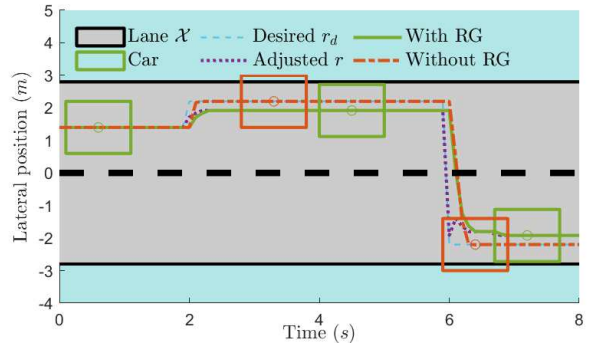 Lane 𝒳
Desired r_d
With RG
Car
Adjusted r
Without RG
5
4
3
2
1
0
-1
-2
-3
-4
Lateral position (m)
0
2
4
6
8
Time (s)